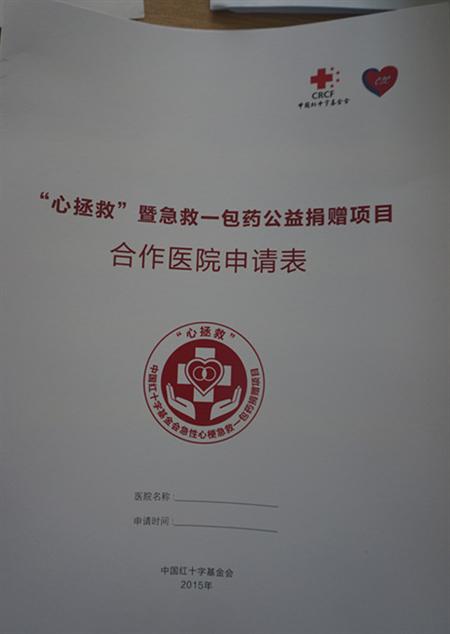 CRCF
中国红十字基金会
“心拯救”暨急救一包药公益捐赠项目
合作医院申请表
“心拯救”
中国红十字基金会急性心梗急救一包药捐赠项目
医院名称：
申请时间：
中国红十字基金会
2015年